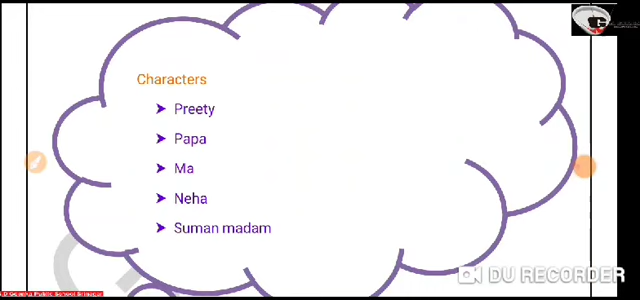 Characters
➤ Preety
➤ Papa
➤ Ma
➤ Neha
➤ Suman madam
DU RECORDER